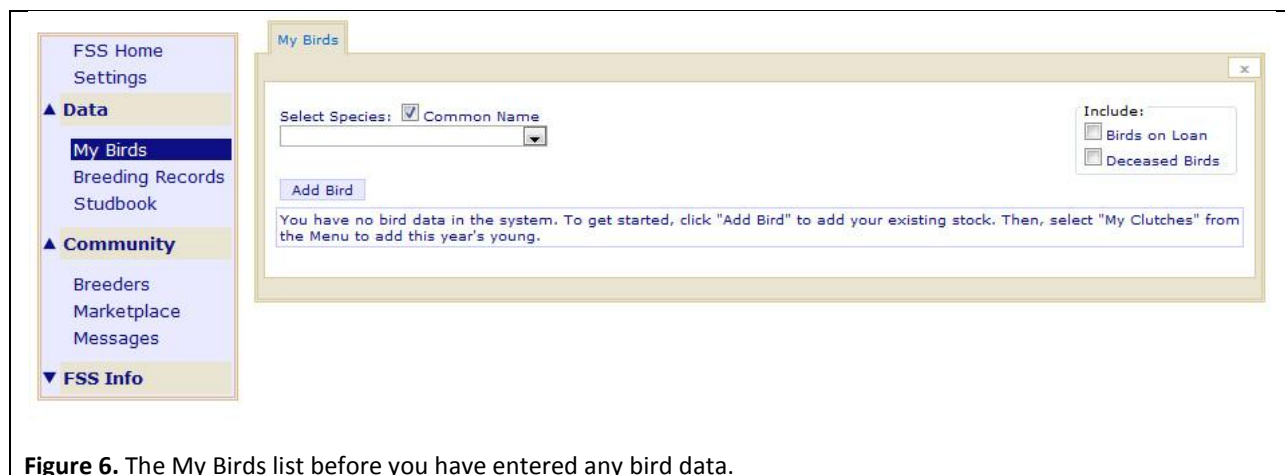 FSS Home
Settings
▲ Data
My Birds
Breeding Records
Studbook
▲ Community
Breeders
Marketplace
Messages
▼ FSS Info
My Birds
x
Select Species: Common Name
Include:
Birds on Loan
Deceased Birds
Add Bird
You have no bird data in the system. To get started, click "Add Bird" to add your existing stock. Then, select "My Clutches" from
the Menu to add this year's young.
Figure 6. The My Birds list before you have entered any bird data.